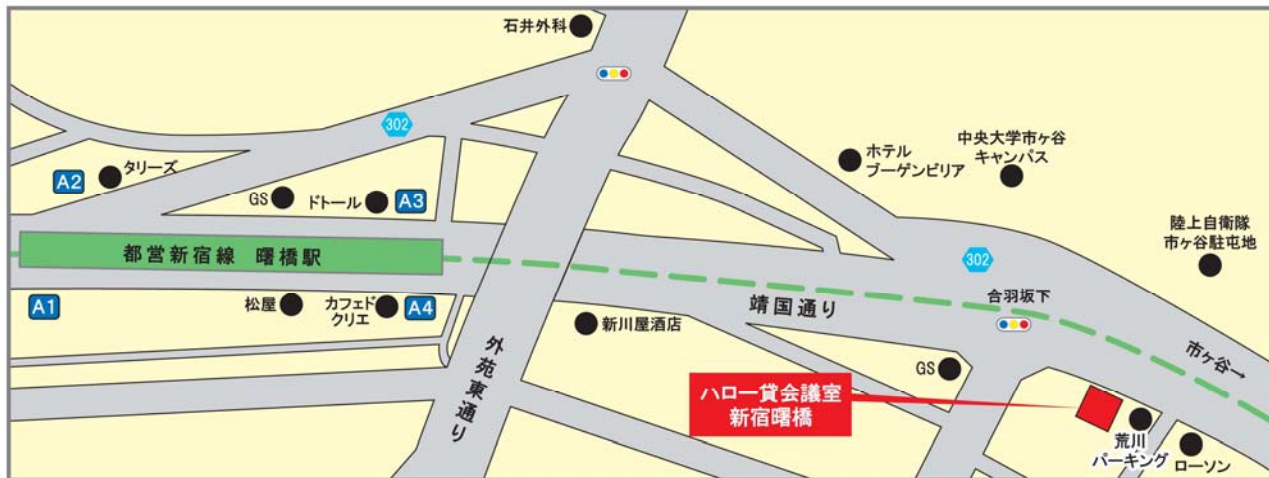 石井外科
302
A2
タリーズ
GS
ドトール
A3
ホテル
ブーゲンビリア
中央大学市ヶ谷
キャンパス
陸上自衛隊
市ヶ谷駐屯地
都営新宿線 曙橋駅
302
A1
松屋
カフェド
クリエ
A4
新川屋酒店
靖国通り
合羽坂下
外苑東通り
市ヶ谷→
GS
ハロー貸会議室
新宿曙橋
荒川
パーキング
ローソン